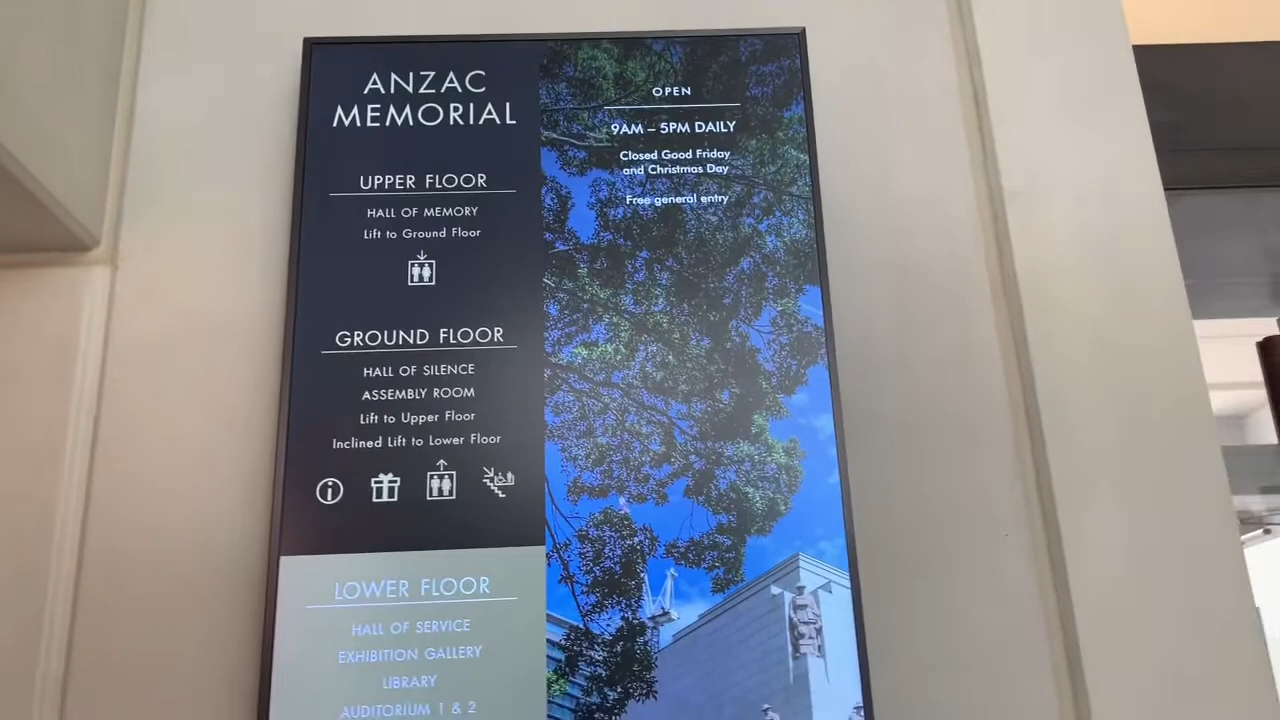 ANZAC
MEMORIAL
UPPER FLOOR
HALL OF MEMORY
Lift to Ground Floor
GROUND FLOOR
HALL OF SILENCE
ASSEMBLY ROOM
Lift to Upper Floor
Inclined Lift to Lower Floor
LOWER FLOOR
HALL OF SERVICE
EXHIBITION GALLERY
LIBRARY
AUDITORIUM 1 & 2
OPEN
9AM – 5PM DAILY
Closed Good Friday
and Christmas Day
Free general entry